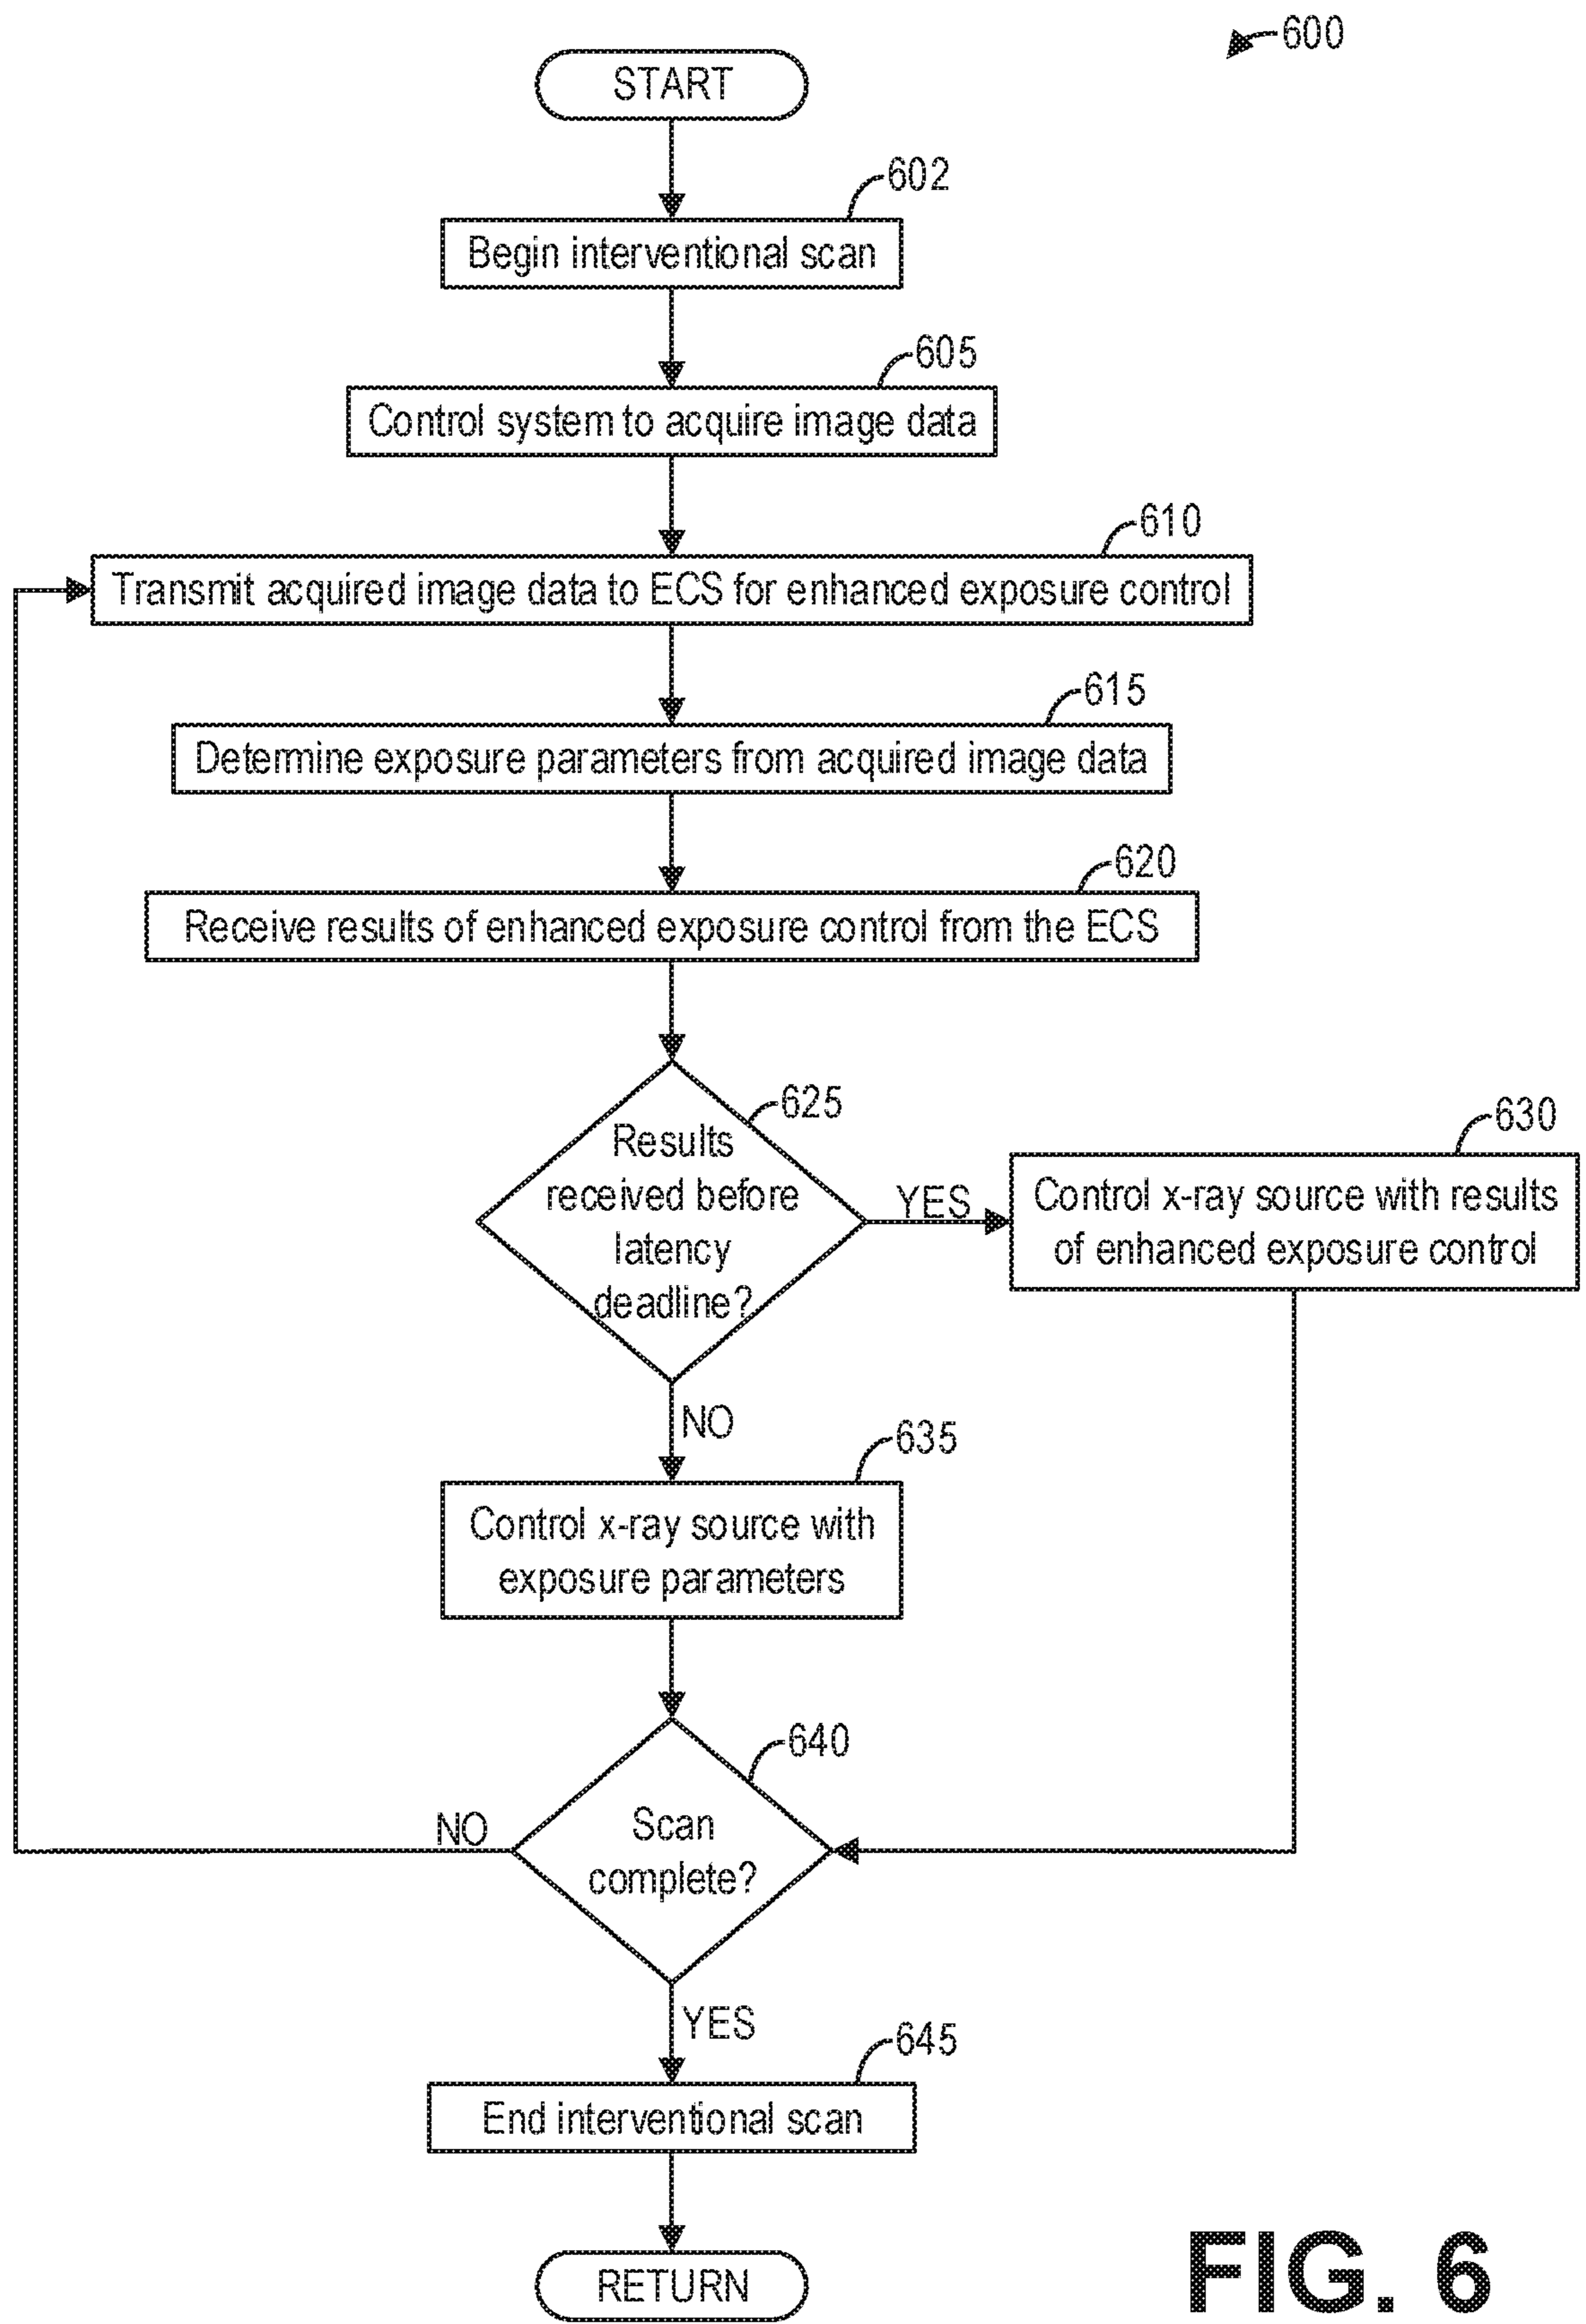 600
START
602
Begin interventional scan
605
Control system to acquire image data
610
Transmit acquired image data to ECS for enhanced exposure control
615
Determine exposure parameters from acquired image data
620
Receive results of enhanced exposure control from the ECS
625
Results
received before
latency
deadline?
YES
630
Control x-ray source with results
of enhanced exposure control
NO
635
Control x-ray source with
exposure parameters
640
Scan
complete?
NO
YES
645
End interventional scan
RETURN
FIG. 6